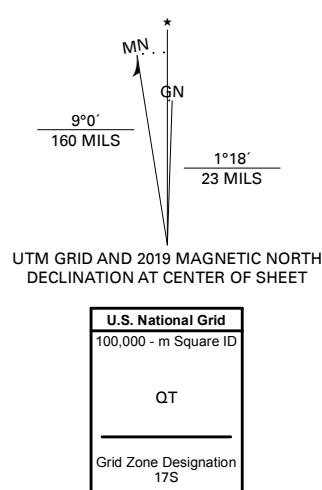 MN
GN
9°0´
160 MILS
1°18´
23 MILS
UTM GRID AND 2019 MAGNETIC NORTH
DECLINATION AT CENTER OF SHEET
U.S. National Grid
100,000 - m Square ID
QT
Grid Zone Designation
17S